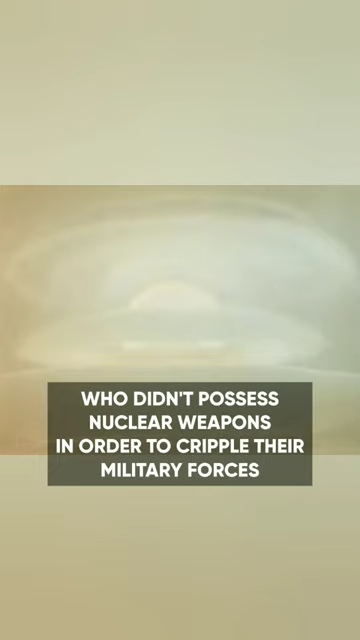 WHO DIDN'T POSSESS
NUCLEAR WEAPONS
IN ORDER TO CRIPPLE THEIR
MILITARY FORCES